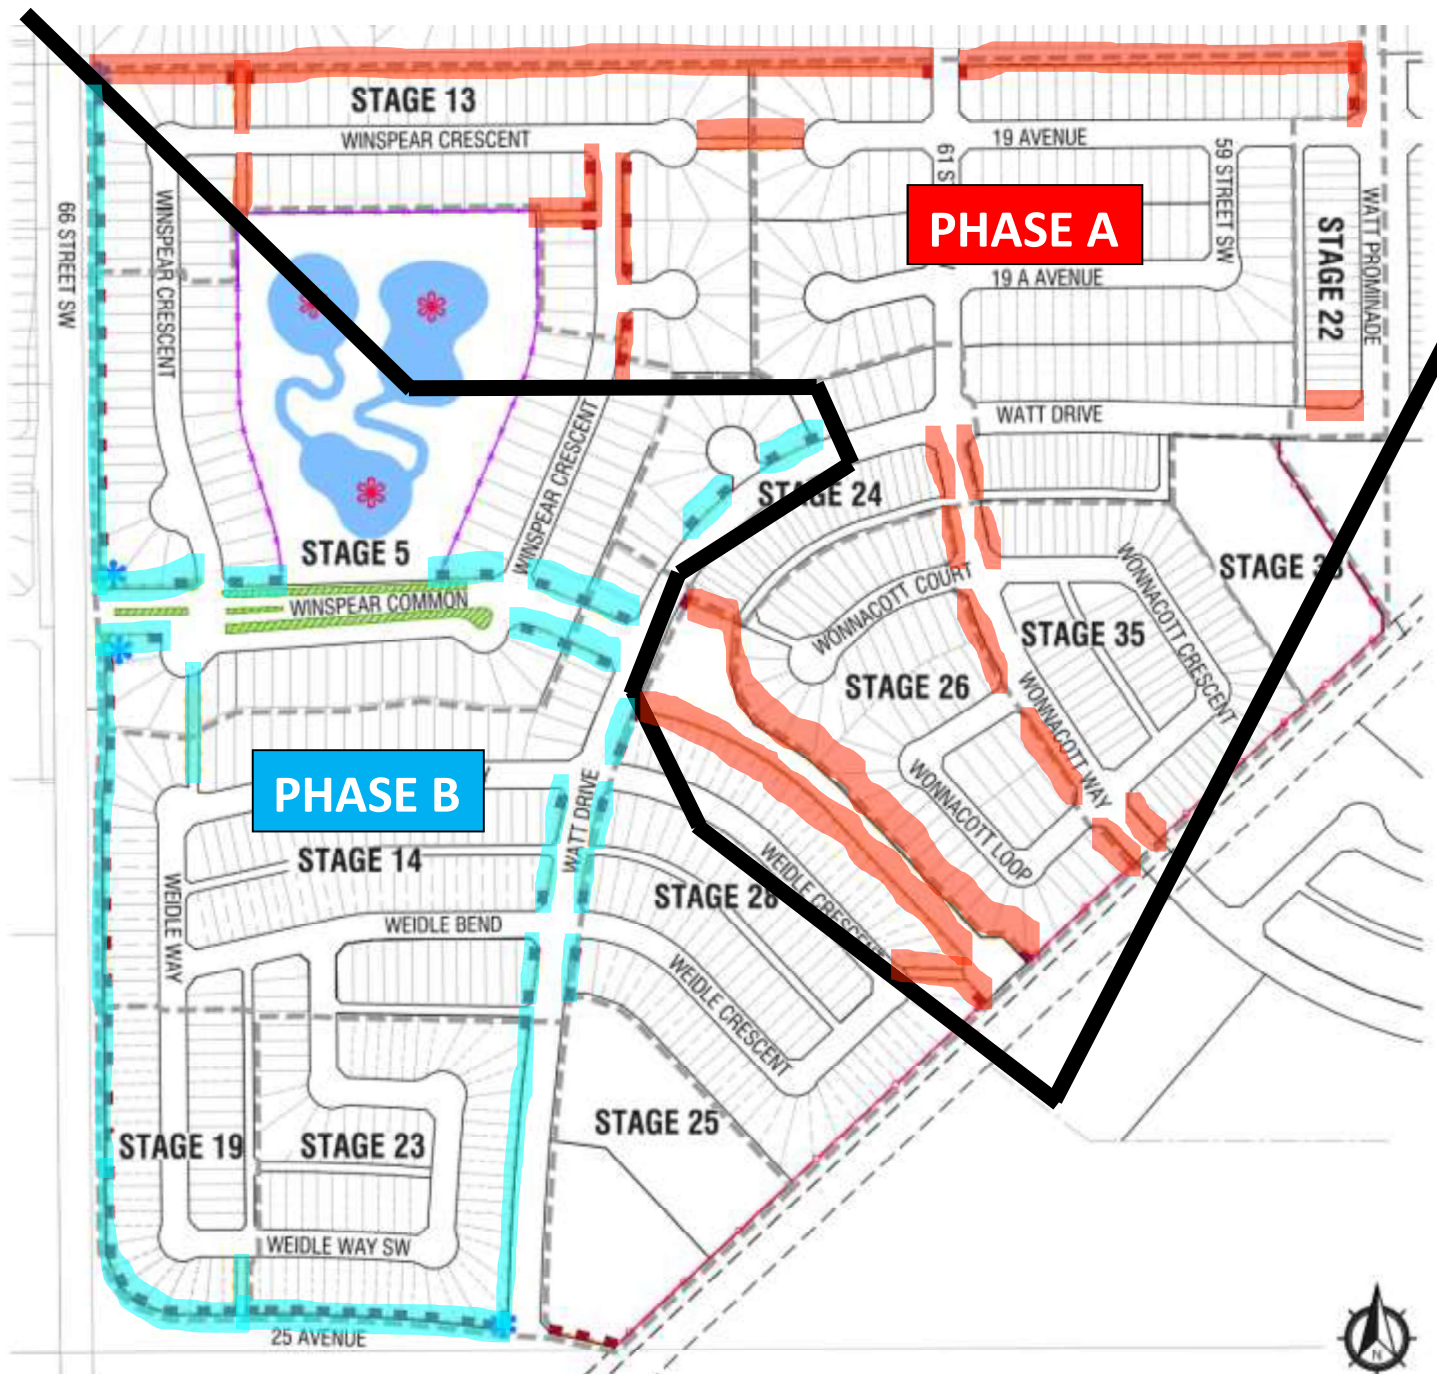 STAGE 13
WINSPEAR CRESCENT
19 AVENUE
61 S
59 STREET SW
66 STREET SW
WINSPEAR CRESCENT
PHASE A
WATT PROMINADE
STAGE 22
19 A AVENUE
WATT DRIVE
WINSPEAR CRESCENT
STAGE 24
STAGE 5
WINSPEAR COMMON
WONNACOTT COURT
WONNACOTT CRESCENT
STAGE 35
STAGE 26
WONNACOTT WAY
WONNACOTT LOOP
PHASE B
WATT DRIVE
STAGE 14
WEIDLE CRESCENT
STAGE 28
WEIDLE WAY
WEIDLE BEND
WEIDLE CRESCENT
STAGE 25
STAGE 19
STAGE 23
WEIDLE WAY SW
25 AVENUE
N